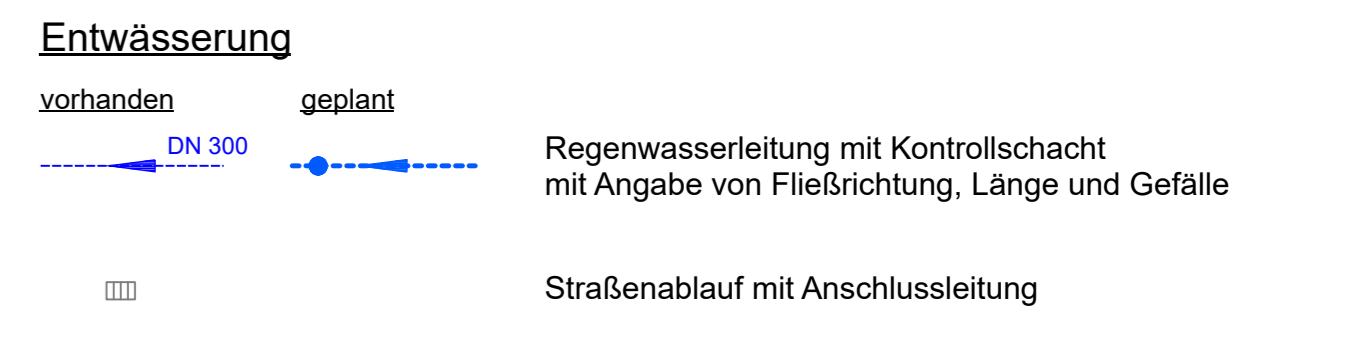 Entwässerung
vorhanden geplant
DN 300
Regenwasserleitung mit Kontrollschacht
mit Angabe von Fließrichtung, Länge und Gefälle
Straßenablauf mit Anschlussleitung